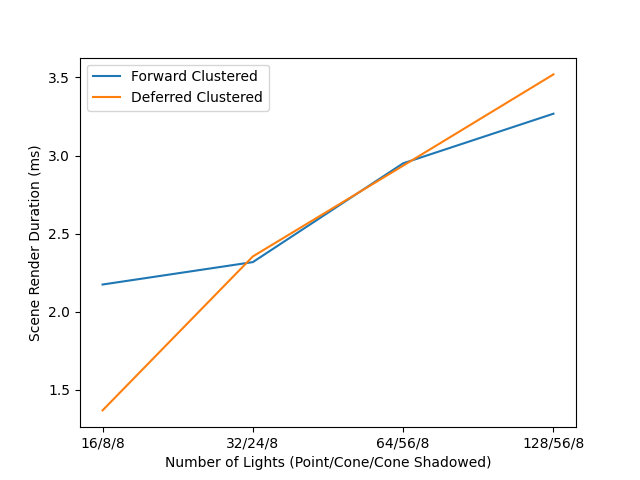 Forward Clustered
Deferred Clustered
Scene Render Duration (ms)
3.5
3.0
2.5
2.0
1.5
16/8/8
32/24/8
64/56/8
128/56/8
Number of Lights (Point/Cone/Cone Shadowed)